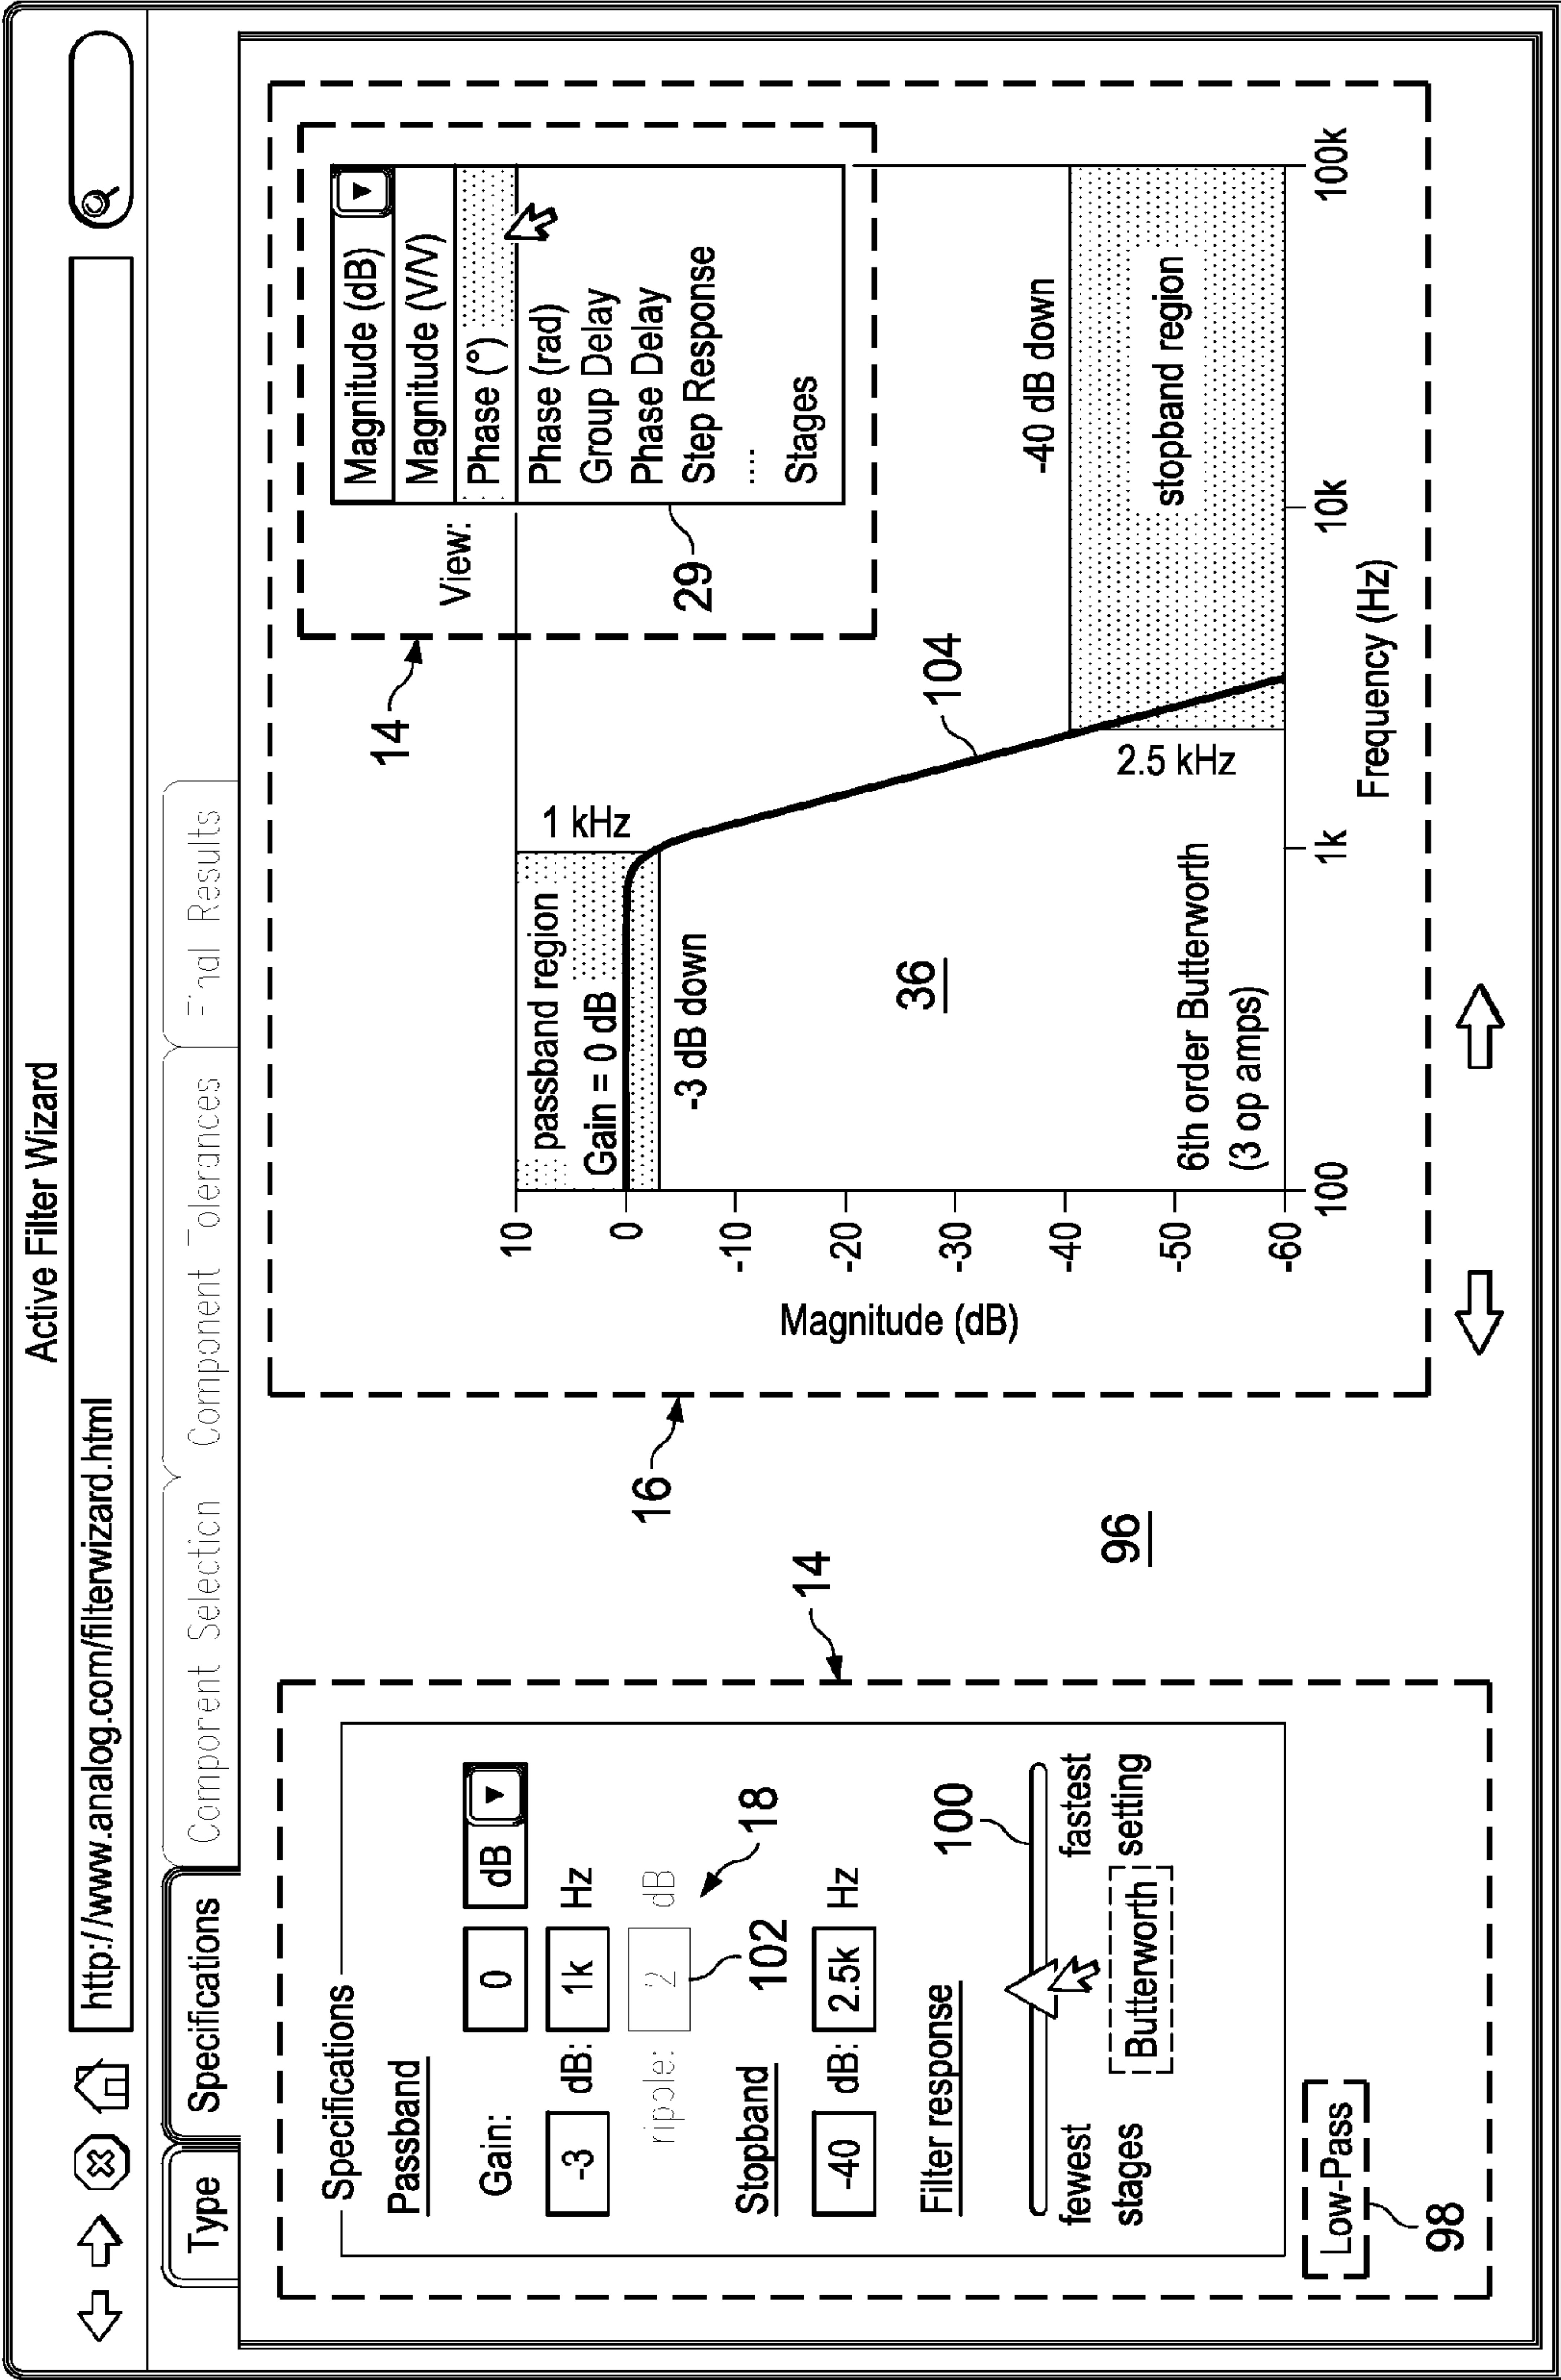 Active Filter Wizard
http://www.analog.com/filterwizard.html
Type
Specifications
Component Selection
Component Tolerances
Final Results
Specifications
Passband
Gain:
0
dB
-3
dB:
1k
Hz
ripple:
2
dB
102
18
Stopband
-40
dB:
2.5k
Hz
Filter response
100
fewest
stages
fastest
setting
Butterworth
Low-Pass
98
14
96
16
14
View:
Magnitude (dB)
Magnitude (V/V)
Phase (°)
Phase (rad)
Group Delay
Phase Delay
Step Response
....
Stages
29
Magnitude (dB)
10
0
-10
-20
-30
-40
-50
-60
passband region
Gain = 0 dB
1 kHz
-3 dB down
36
104
-40 dB down
stopband region
2.5 kHz
6th order Butterworth
(3 op amps)
100
1k
10k
100k
Frequency (Hz)